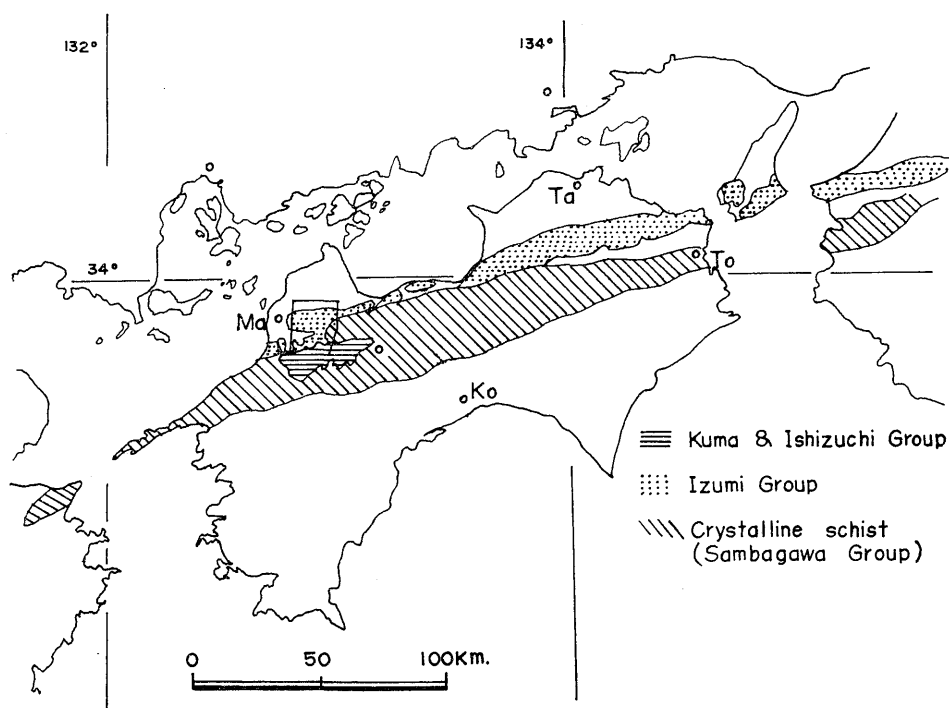 132°
134°
Ta
34°
To
Ma
Ko
Kuma & Ishizuchi Group
Izumi Group
Crystalline schist
(Sambagawa Group)
0 50 100Km.